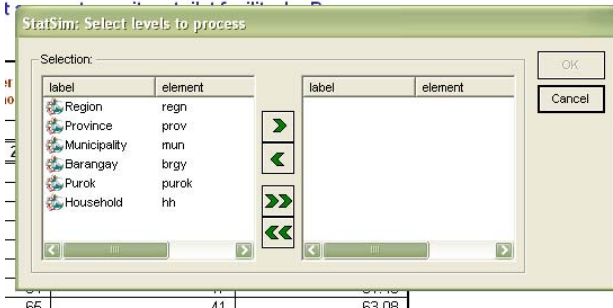 StatSim: Select levels to process
Selection:
label element
Region regn
Province prov
Municipality mun
Barangay brgy
Purok purok
Household hh
label element
OK
Cancel
65 41 63.08